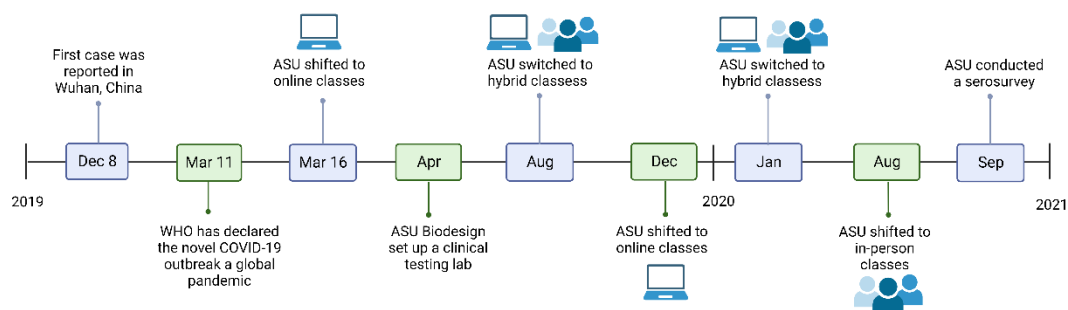 First case was
reported in
Wuhan, China
ASU shifted to
online classes
ASU switched to
hybrid classess
ASU switched to
hybrid classess
ASU conducted
a serosurvey
Dec 8
Mar 11
Mar 16
Apr
Aug
Dec
Jan
Aug
Sep
2019
2020
2021
WHO has declared
the novel COVID-19
outbreak a global
pandemic
ASU Biodesign
set up a clinical
testing lab
ASU shifted to
online classes
ASU shifted to
in-person
classes